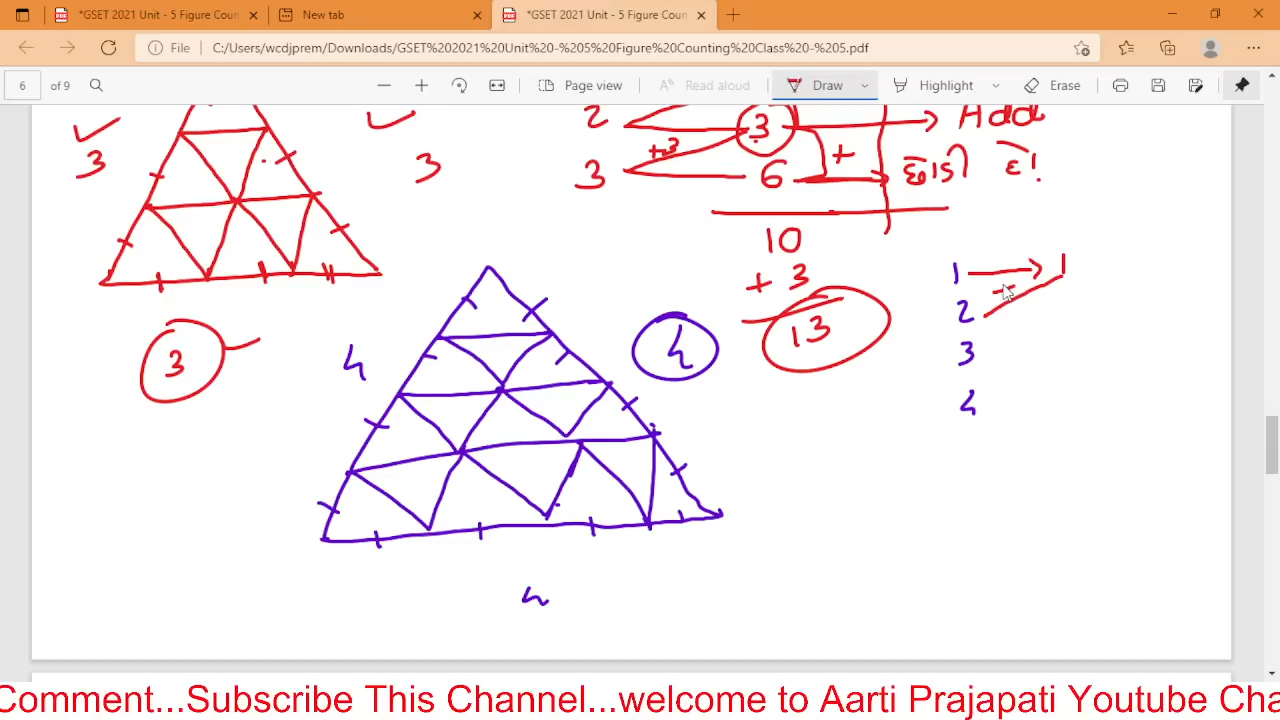 *GSET 2021 Unit - 5 Figure Coun
New tab
*GSET 2021 Unit - 5 Figure Coun
File
C:/Users/wcdjprem/Downloads/GSET%202021%20Unit%20-%205%20Figure%20Counting%20Class%20-%205.pdf
6 of 9
Page view
Read aloud
Draw
Highlight
Erase
2 3 Add
3 3
3 +3 6 +
10
+ 3
13
3
4
4
4
1 → 1
2 +
3
4
Comment...Subscribe This Channel...welcome to Aarti Prajapati Youtube Cha